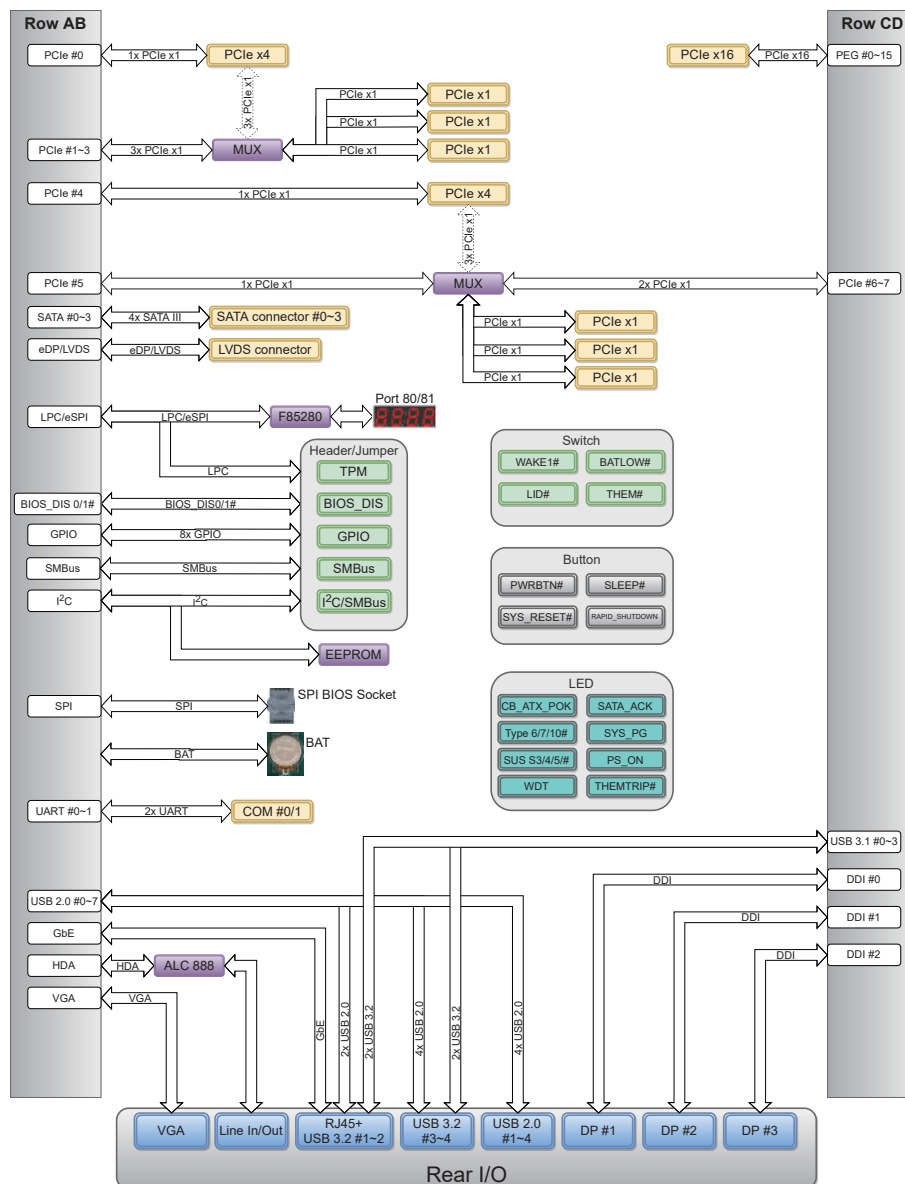 Row AB
Row CD
PCIe #0
1x PCIe x1
PCIe x4
PCIe x16
PCIe x16
PEG #0~15
3x PCIe x1
PCIe x1
PCIe x1
PCIe x1
PCIe x1
PCIe #1~3
3x PCIe x1
MUX
PCIe x1
PCIe x1
PCIe #4
1x PCIe x1
PCIe x4
3x PCIe x1
PCIe #5
1x PCIe x1
MUX
2x PCIe x1
PCIe #6~7
SATA #0~3
4x SATA III
SATA connector #0~3
PCIe x1
PCIe x1
eDP/LVDS
eDP/LVDS
LVDS connector
PCIe x1
PCIe x1
PCIe x1
PCIe x1
Port 80/81
LPC/eSPI
LPC/eSPI
F85280
8888
Header/Jumper
LPC
TPM
BIOS_DIS 0/1#
BIOS_DIS0/1#
BIOS_DIS
GPIO
8x GPIO
GPIO
SMBus
SMBus
SMBus
I²C
I²C
I²C/SMBus
EEPROM
Switch
WAKE1#
BATLOW#
LID#
THEM#
Button
PWRBTN#
SLEEP#
SYS_RESET#
RAPID_SHUTDOWN
LED
CB_ATX_POK
SATA_ACK
Type 6/7/10#
SYS_PG
SUS S3/4/5/#
PS_ON
WDT
THEMTRIP#
SPI
SPI
SPI BIOS Socket
BAT
BAT
UART #0~1
2x UART
COM #0/1
USB 3.1 #0~3
DDI
DDI #0
USB 2.0 #0~7
DDI
DDI #1
GbE
DDI
DDI #2
HDA
HDA
ALC 888
VGA
VGA
GbE
2x USB 2.0
2x USB 3.2
4x USB 2.0
2x USB 3.2
4x USB 2.0
VGA
Line In/Out
RJ45+
USB 3.2 #1~2
USB 3.2
#3~4
USB 2.0
#1~4
DP #1
DP #2
DP #3
Rear I/O